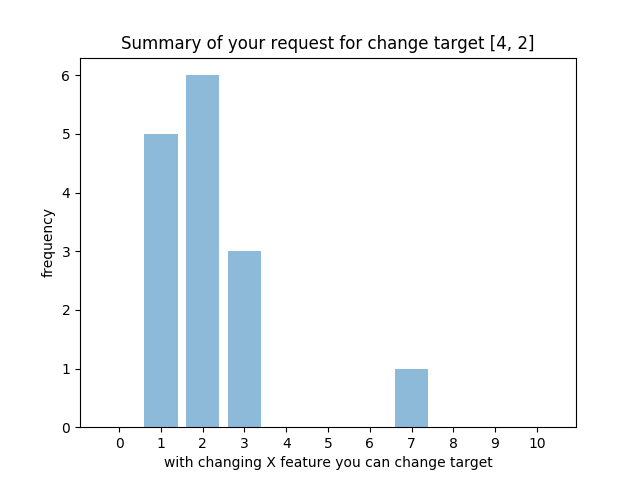 Summary of your request for change target [4, 2]
6
5
4
3
2
1
0
frequency
0 1 2 3 4 5 6 7 8 9 10
with changing X feature you can change target